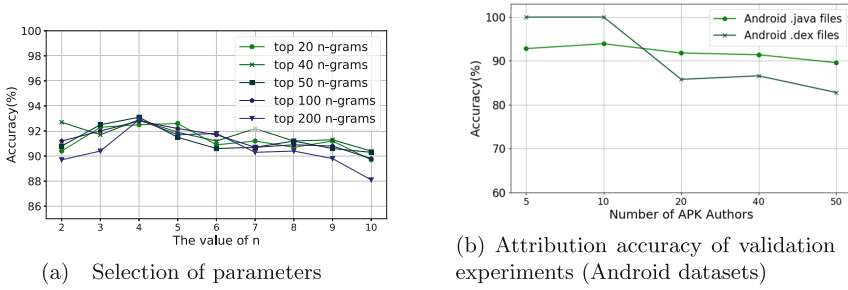 100
98
96
94
92
90
88
86
Accuracy(%)
top 20 n-grams
top 40 n-grams
top 50 n-grams
top 100 n-grams
top 200 n-grams
2 3 4 5 6 7 8 9 10
The value of n
(a) Selection of parameters
100
90
80
70
60
Accuracy(%)
Android .java files
Android .dex files
5 10 20 40 50
Number of APK Authors
(b) Attribution accuracy of validation
experiments (Android datasets)